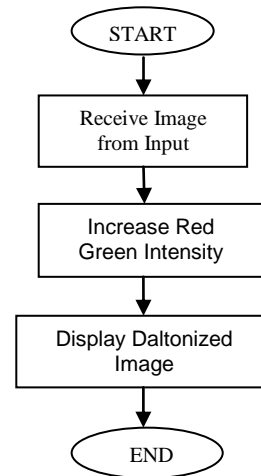 START
Receive Image
from Input
Increase Red
Green Intensity
Display Daltonized
Image
END